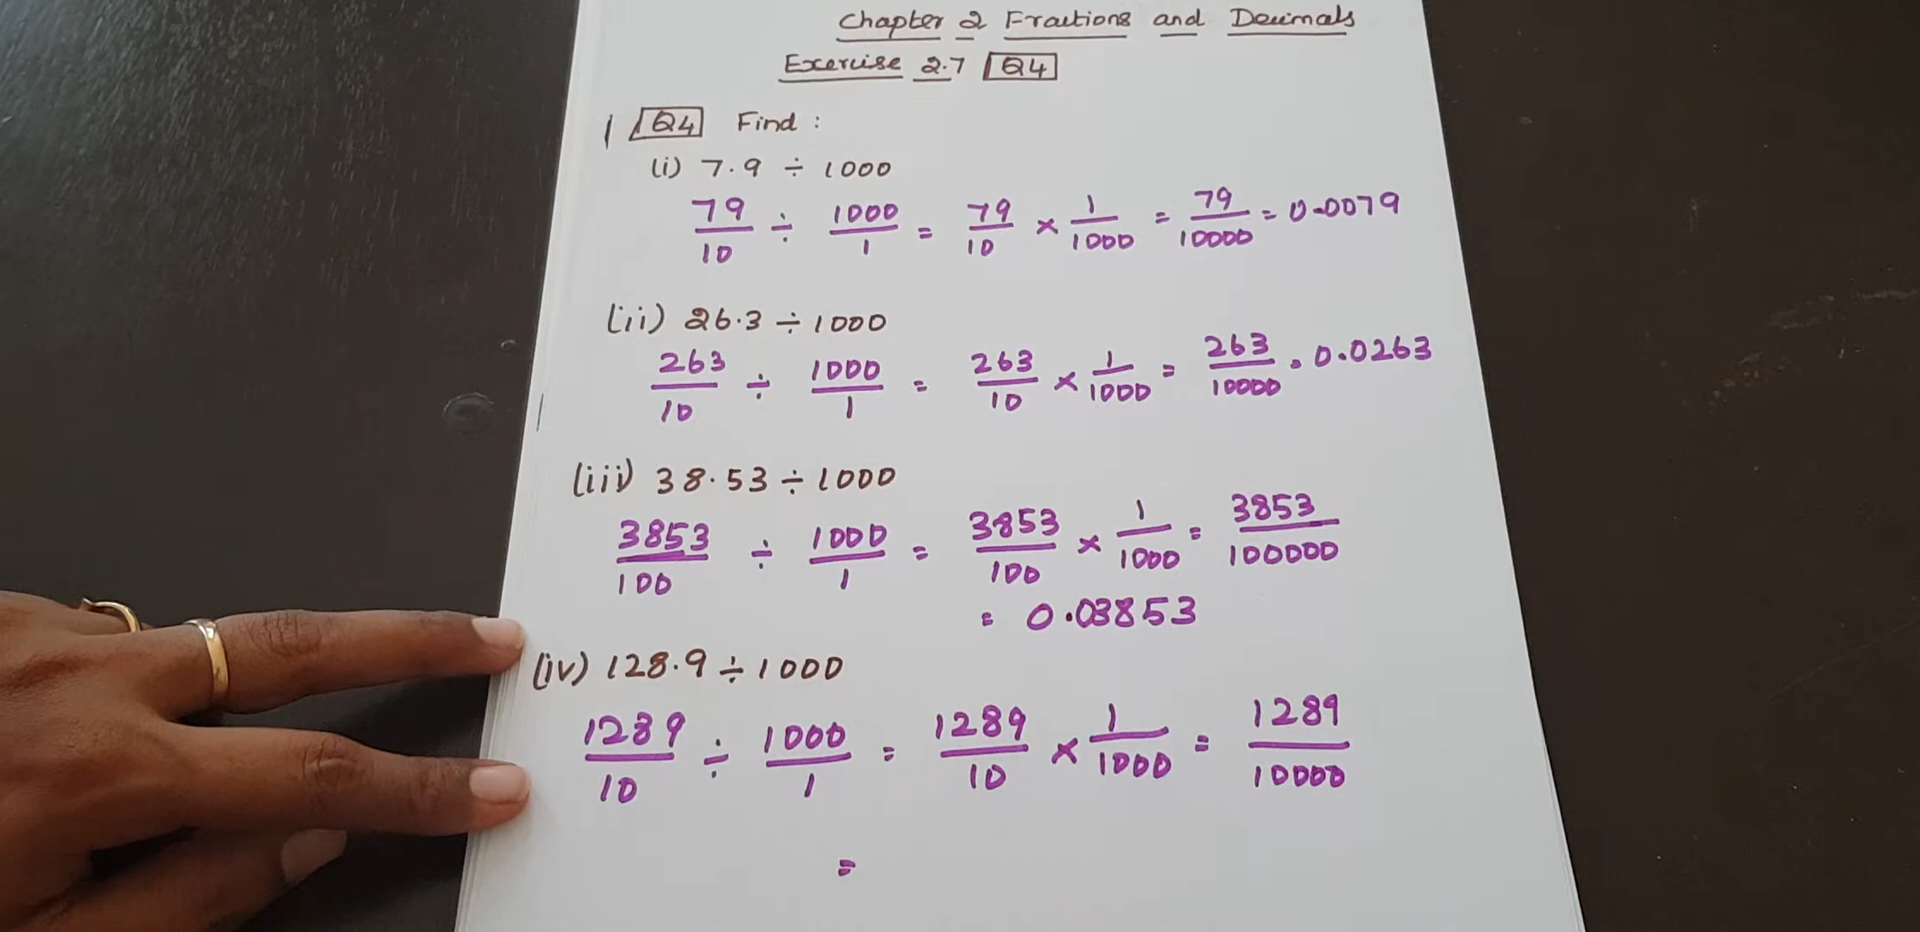 Chapter 2 Fractions and Decimals
Exercise 2.7 Q4
Q4 Find :
(i) 7.9 ÷ 1000
79/10 ÷ 1000/1 = 79/10 × 1/1000 = 79/10000 = 0.0079
(ii) 26.3 ÷ 1000
263/10 ÷ 1000/1 = 263/10 × 1/1000 = 263/10000 = 0.0263
(iii) 38.53 ÷ 1000
3853/100 ÷ 1000/1 = 3853/100 × 1/1000 = 3853/100000
= 0.03853
(iv) 128.9 ÷ 1000
1289/10 ÷ 1000/1 = 1289/10 × 1/1000 = 1289/10000
=